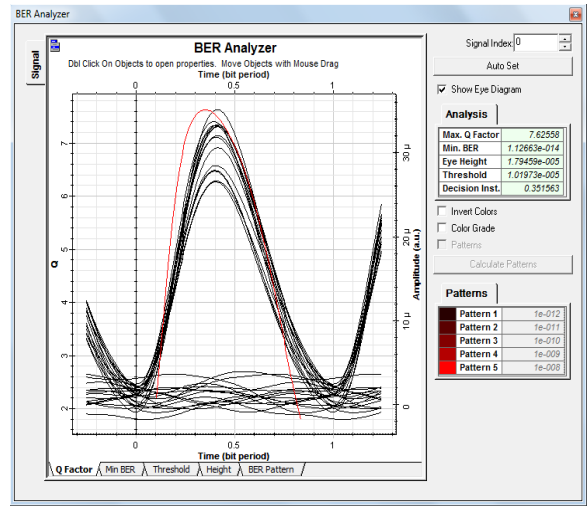 BER Analyzer
Signal Index: 0
Auto Set
Show Eye Diagram
Analysis
Max. Q Factor 7.62558
Min. BER 1.12663e-014
Eye Height 1.79459e-005
Threshold 1.01973e-005
Decision Inst. 0.351563
Invert Colors
Color Grade
Patterns
Calculate Patterns
Patterns
Pattern 1 1e-012
Pattern 2 1e-011
Pattern 3 1e-010
Pattern 4 1e-009
Pattern 5 1e-008
Signal
BER Analyzer
Dbl Click On Objects to open properties. Move Objects with Mouse Drag
Time (bit period)
0 0.5 1
7
6
5
4
3
2
Q
30 µ
20 µ
10 µ
0
Amplitude (a.u.)
0 0.5 1
Time (bit period)
Q Factor Min BER Threshold Height BER Pattern